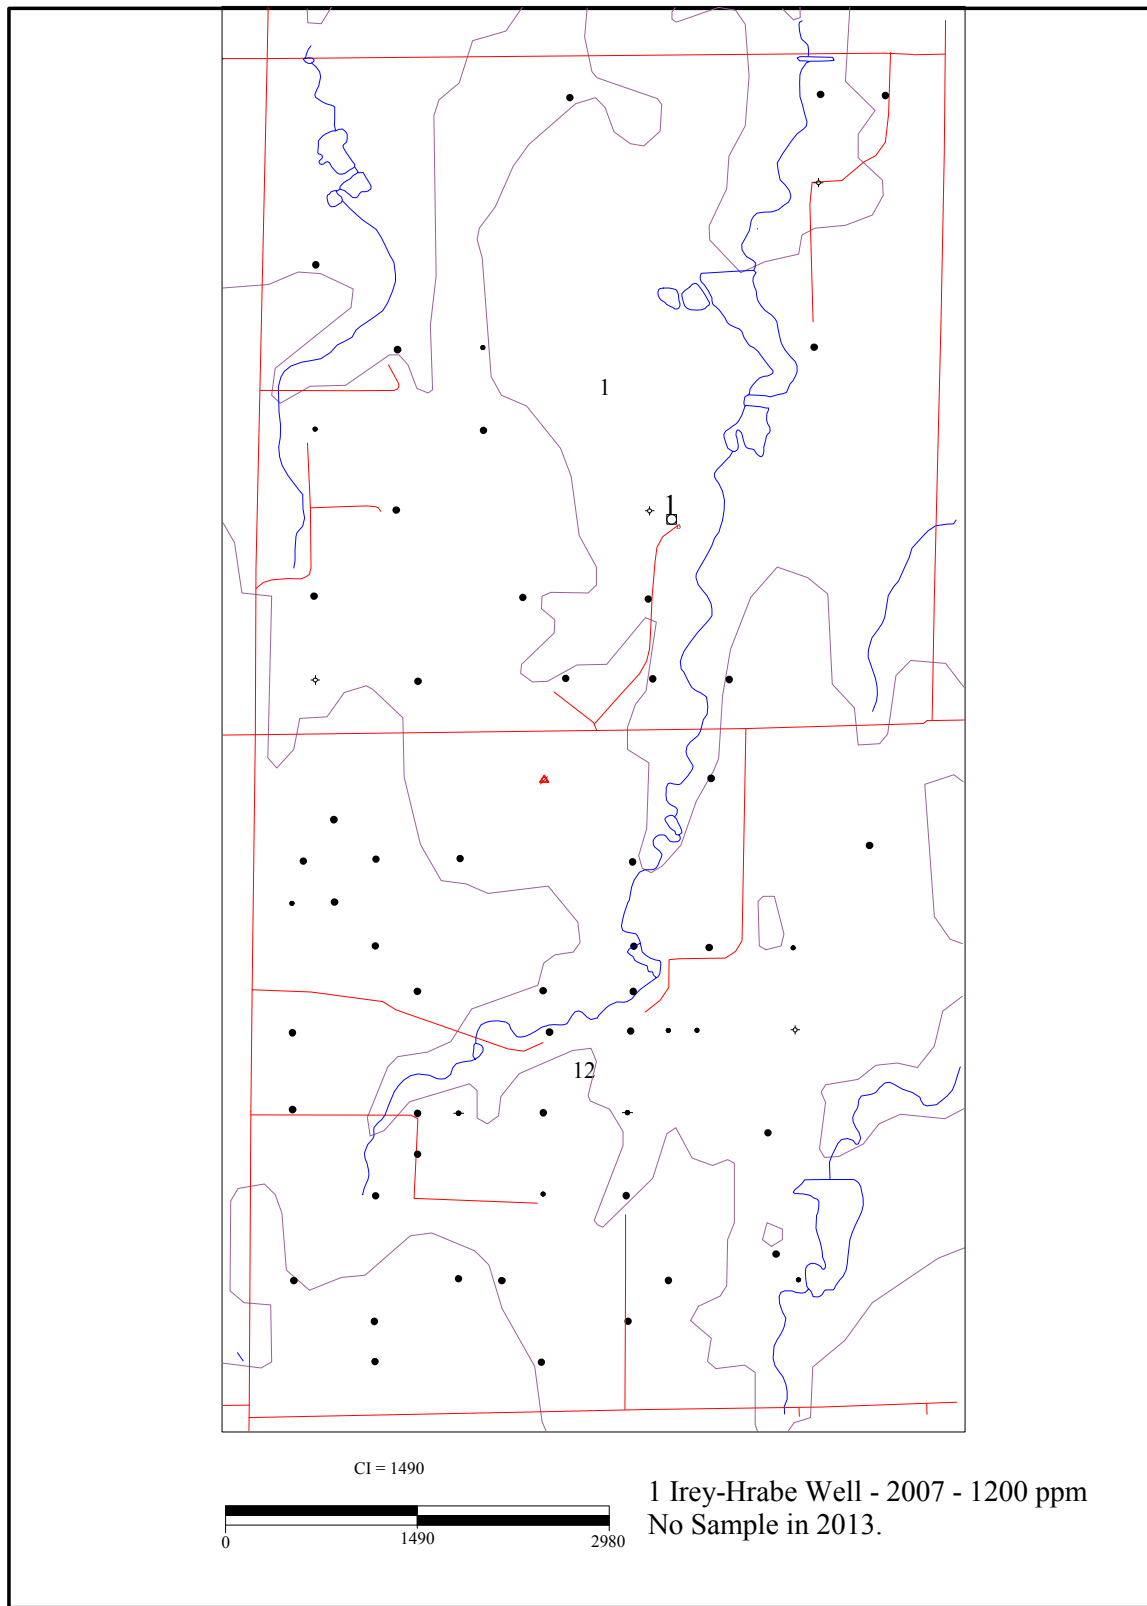 1
1
12
CI = 1490
0 1490 2980
1 Irey-Hrabe Well - 2007 - 1200 ppm
No Sample in 2013.